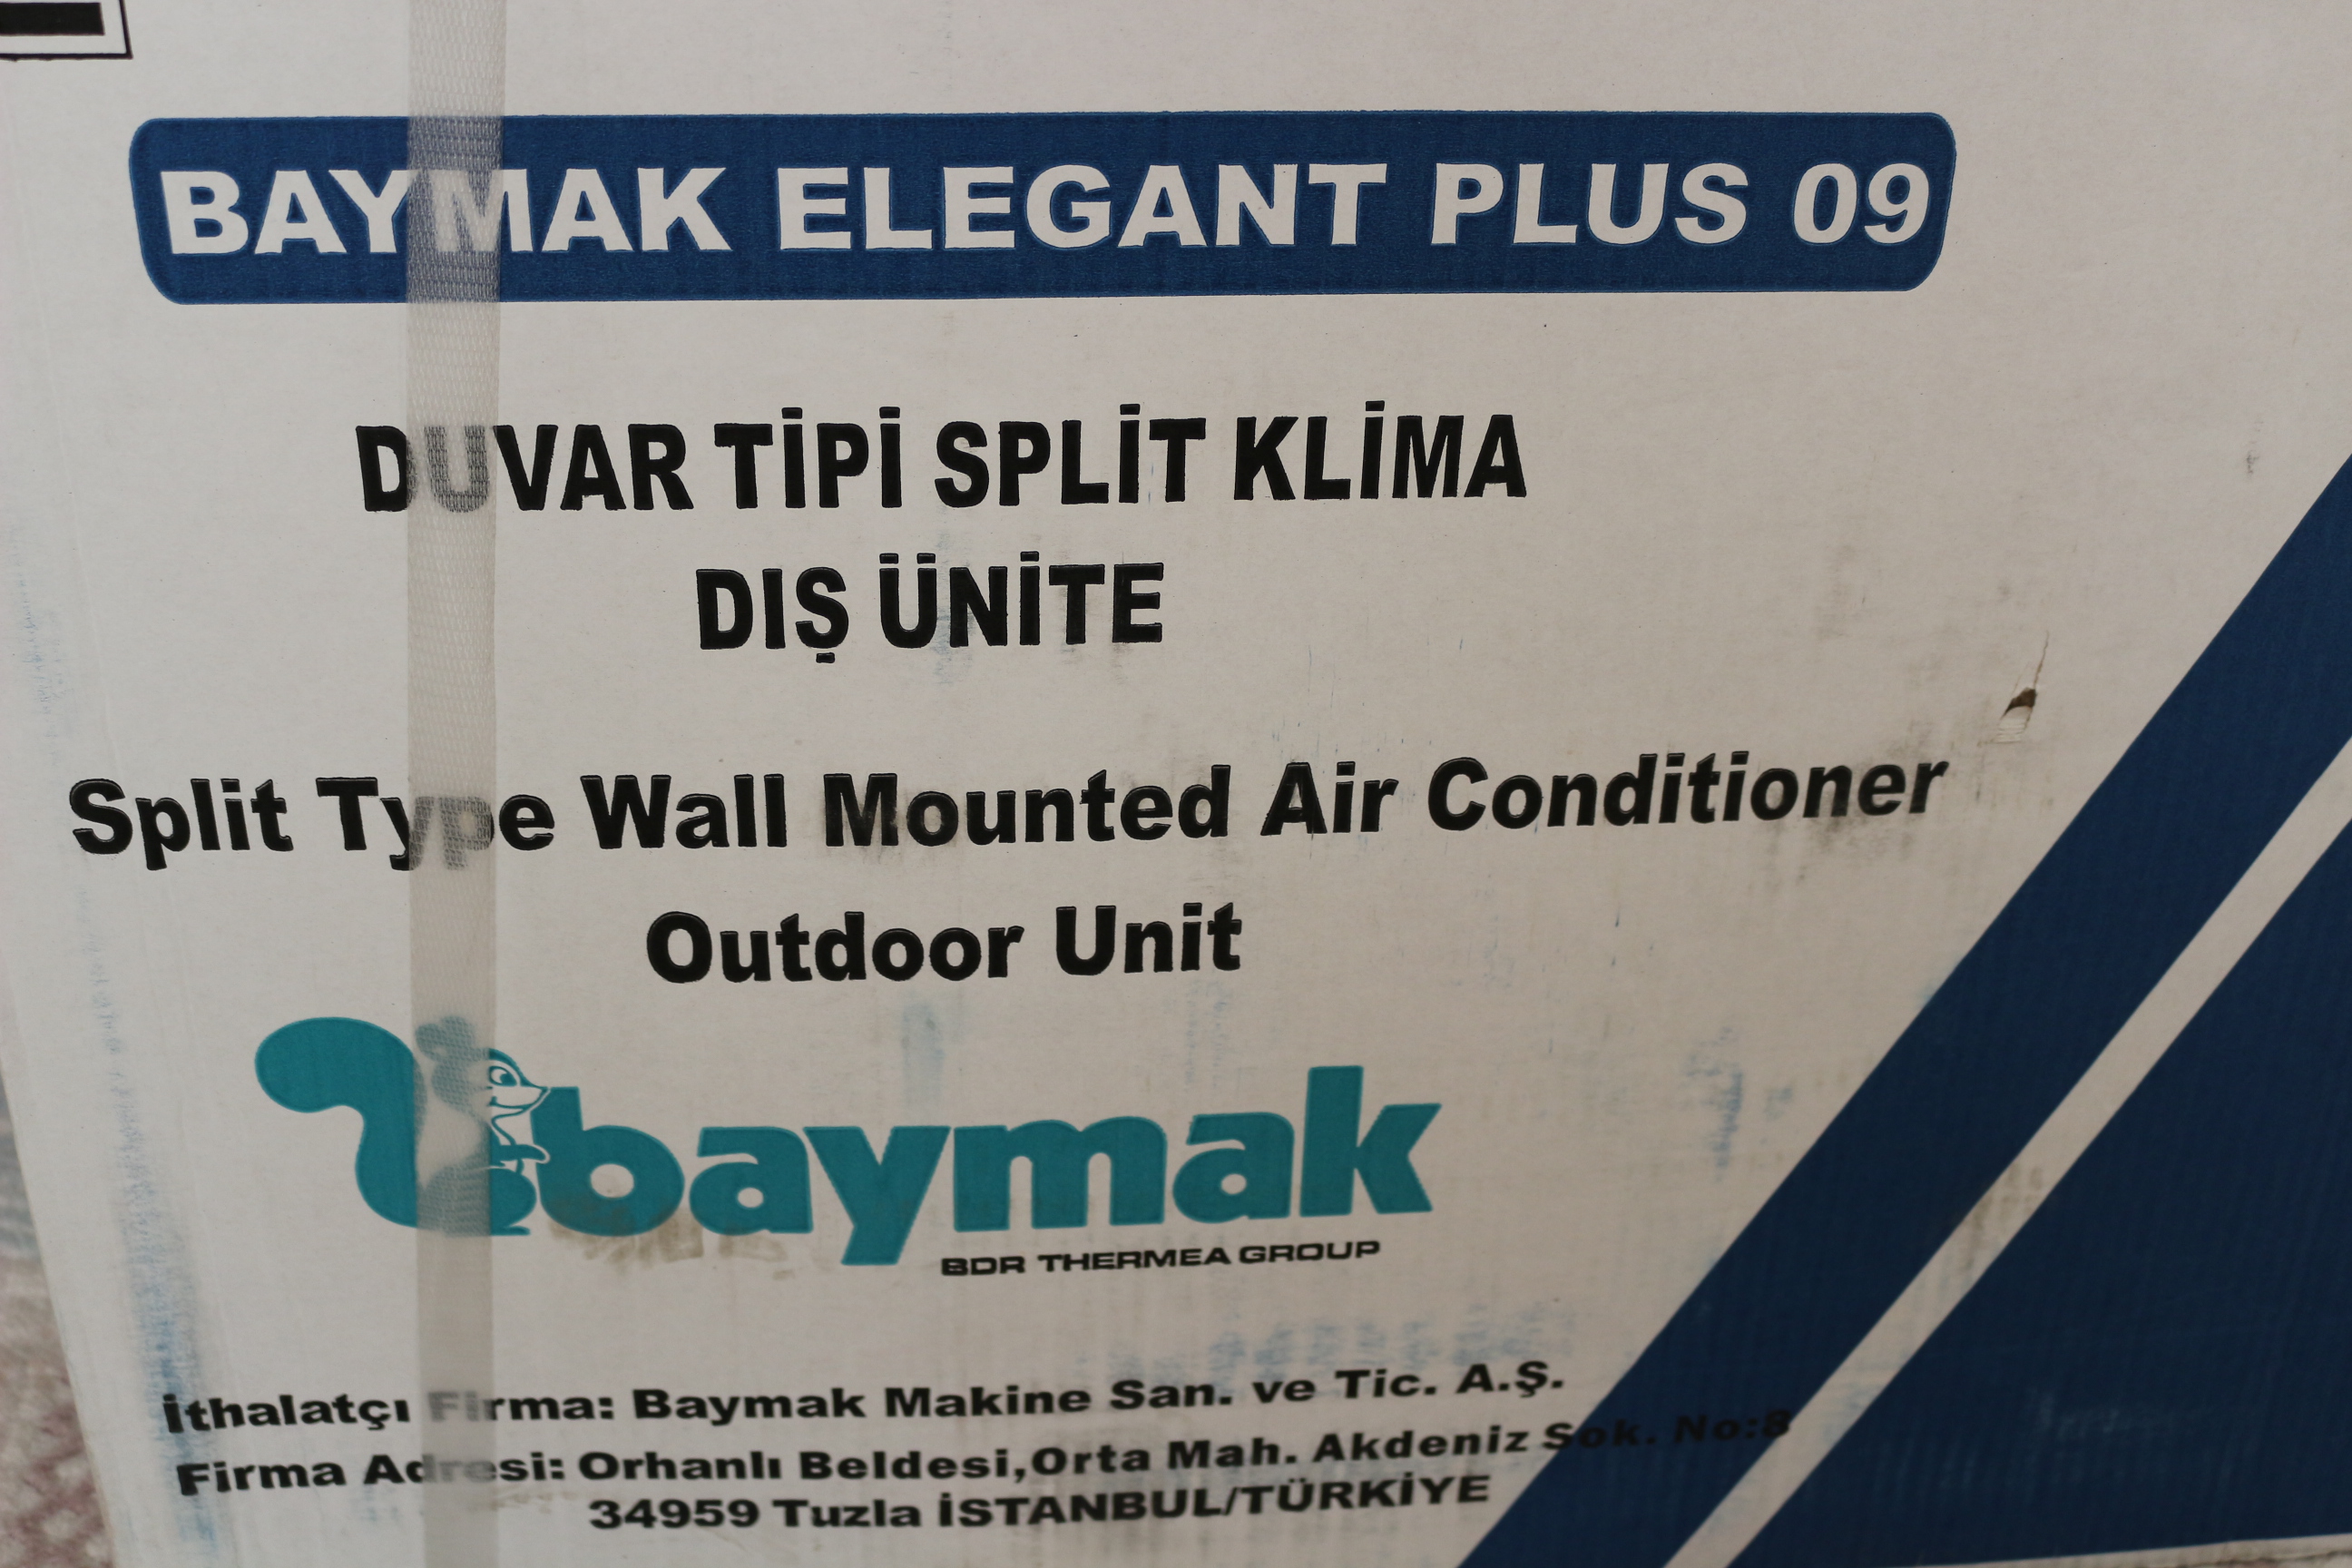 BAYMAK ELEGANT PLUS 09
DUVAR TİPİ SPLİT KLİMA
DIŞ ÜNİTE
Split Type Wall Mounted Air Conditioner
Outdoor Unit
baymak
BDR THERMEA GROUP
İthalatçı Firma: Baymak Makine San. ve Tic. A.Ş.
Firma Adresi: Orhanlı Beldesi,Orta Mah. Akdeniz Sok. No:8
34959 Tuzla İSTANBUL/TÜRKİYE